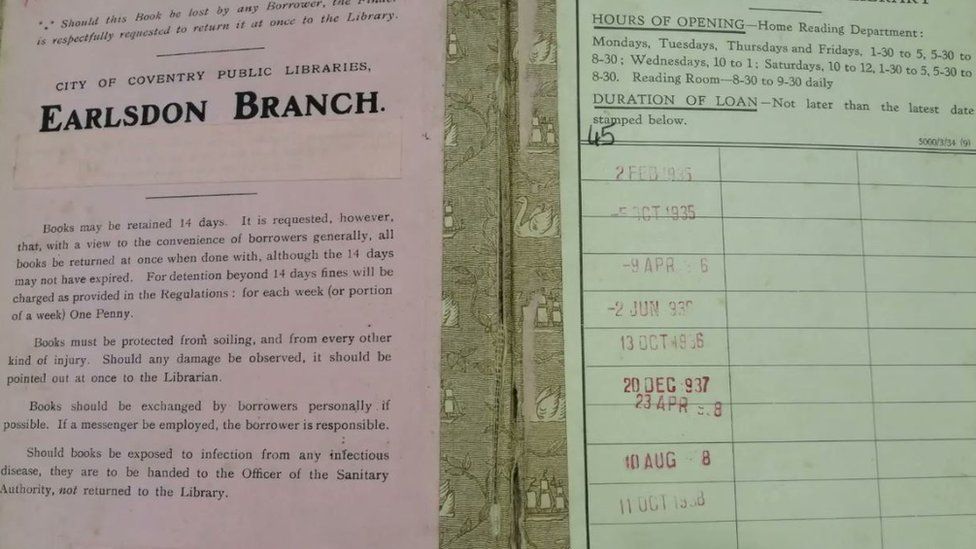 *⁎* Should this Book be lost by any Borrower, the Finder
is respectfully requested to return it at once to the Library.
CITY OF COVENTRY PUBLIC LIBRARIES,
EARLSDON BRANCH.
Books may be retained 14 days. It is requested, however,
that, with a view to the convenience of borrowers generally, all
books be returned at once when done with, although the 14 days
may not have expired. For detention beyond 14 days fines will be
charged as provided in the Regulations: for each week (or portion
of a week) One Penny.
Books must be protected from soiling, and from every other
kind of injury. Should any damage be observed, it should be
pointed out at once to the Librarian.
Books should be exchanged by borrowers personally if
possible. If a messenger be employed, the borrower is responsible.
Should books be exposed to infection from any infectious
disease, they are to be handed to the Officer of the Sanitary
Authority, not returned to the Library.
HOURS OF OPENING—Home Reading Department:
Mondays, Tuesdays, Thursdays and Fridays, 1-30 to 5, 5-30 to
8-30; Wednesdays, 10 to 1; Saturdays, 10 to 12, 1-30 to 5, 5-30 to
8-30. Reading Room—8-30 to 9-30 daily
DURATION OF LOAN—Not later than the latest date
stamped below.
45
5000/3/34 (9)
2 FEB 1935
-5 OCT 1935
-9 APR 6
-2 JUN 936
13 OCT 1936
20 DEC 937
23 APR 8
10 AUG 8
11 OCT 1938